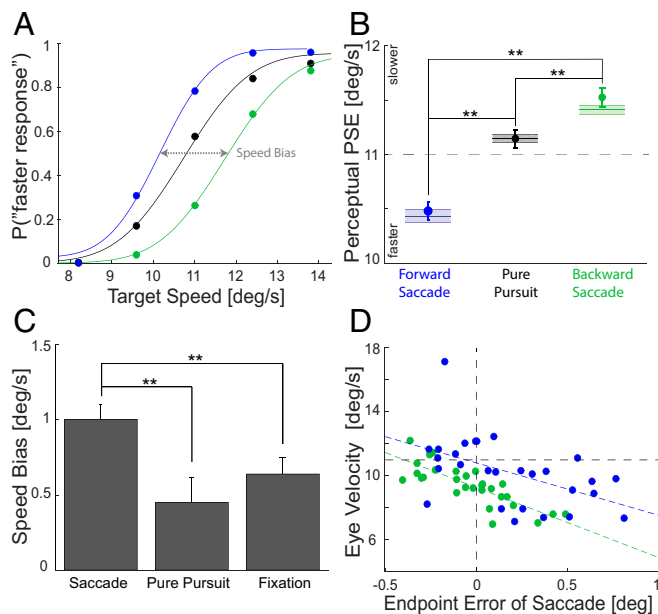 A
P("faster response")
1
0.8
0.6
0.4
0.2
0
Speed Bias
8
10
12
14
Target Speed [deg/s]
B
Perceptual PSE [deg/s]
12
11
10
slower
faster
**
**
**
Forward
Saccade
Pure
Pursuit
Backward
Saccade
C
Speed Bias [deg/s]
1.5
1
0.5
0
**
**
Saccade
Pure Pursuit
Fixation
D
Eye Velocity [deg/s]
18
14
10
6
-0.5
0
0.5
1
Endpoint Error of Saccade [deg]